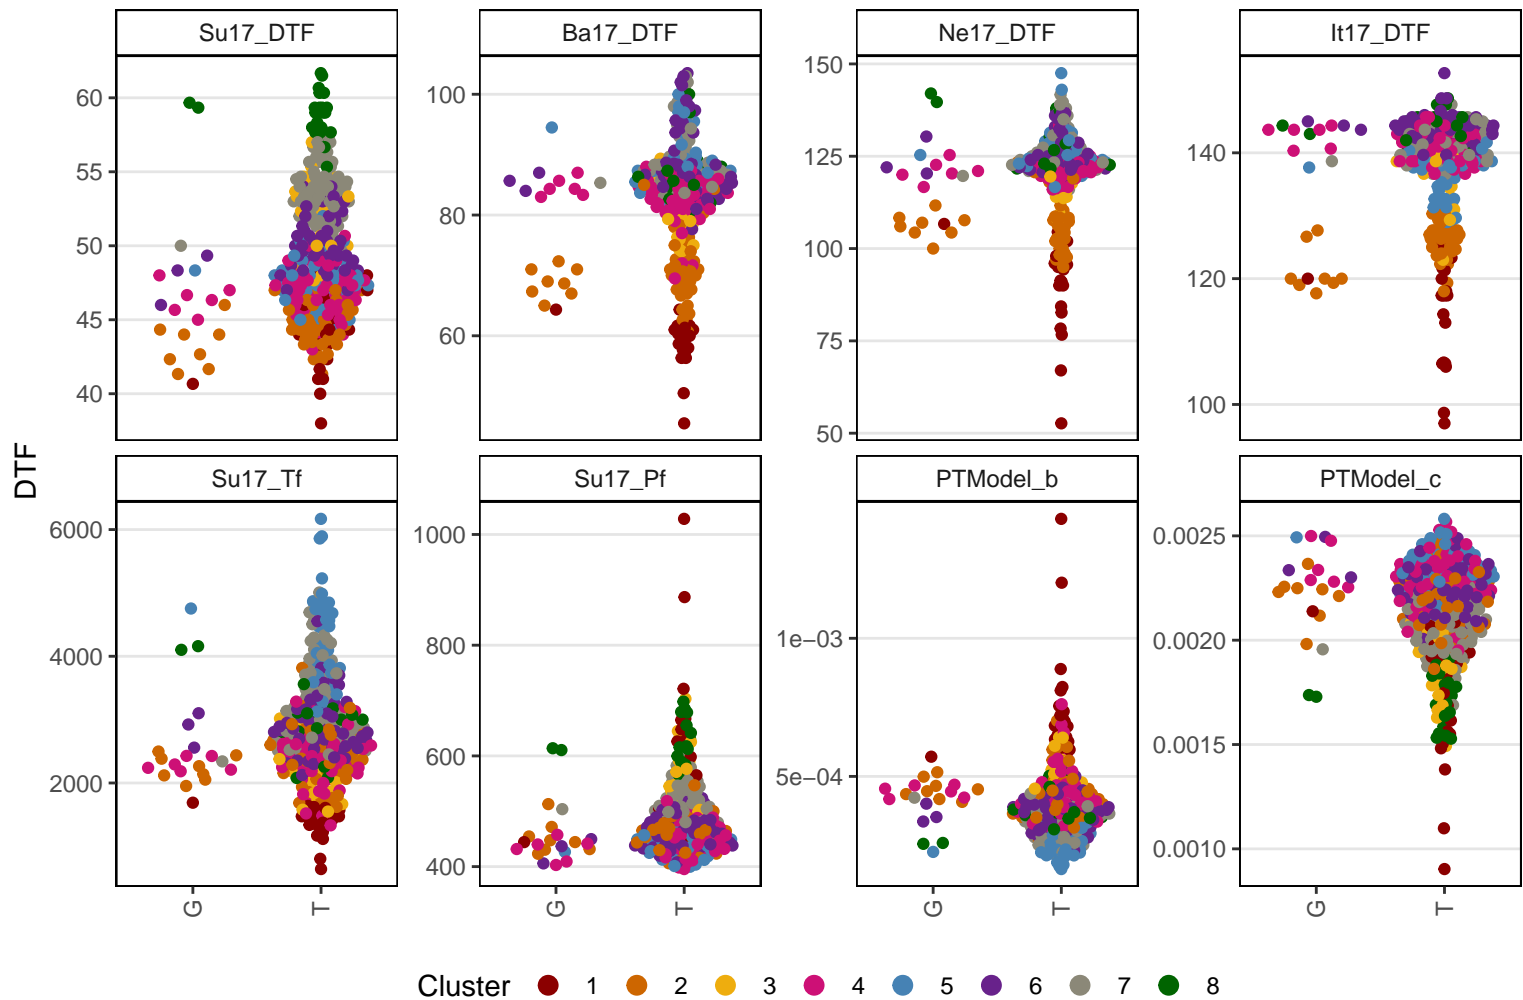 Su17_DTF
Ba17_DTF
Ne17_DTF
It17_DTF
60
55
50
45
40
100
80
60
150
125
100
75
50
140
120
100
DTF
Su17_Tf
Su17_Pf
PTModel_b
PTModel_c
6000
4000
2000
1000
800
600
400
1e−03
5e−04
0.0025
0.0020
0.0015
0.0010
G
T
G
T
G
T
G
T
Cluster 1 2 3 4 5 6 7 8